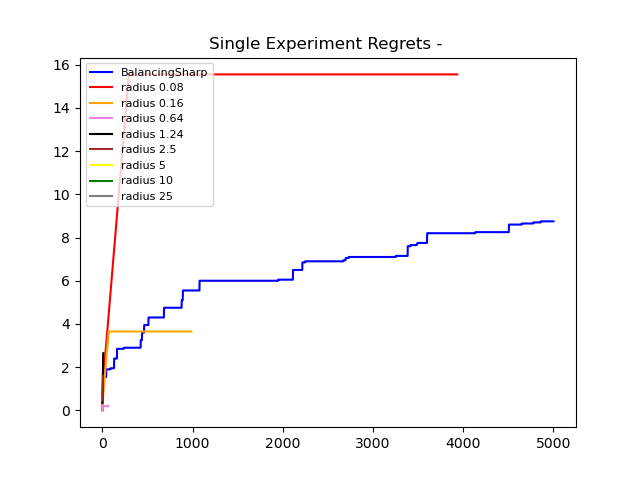 Single Experiment Regrets -
16
14
12
10
8
6
4
2
0
BalancingSharp
radius 0.08
radius 0.16
radius 0.64
radius 1.24
radius 2.5
radius 5
radius 10
radius 25
0 1000 2000 3000 4000 5000